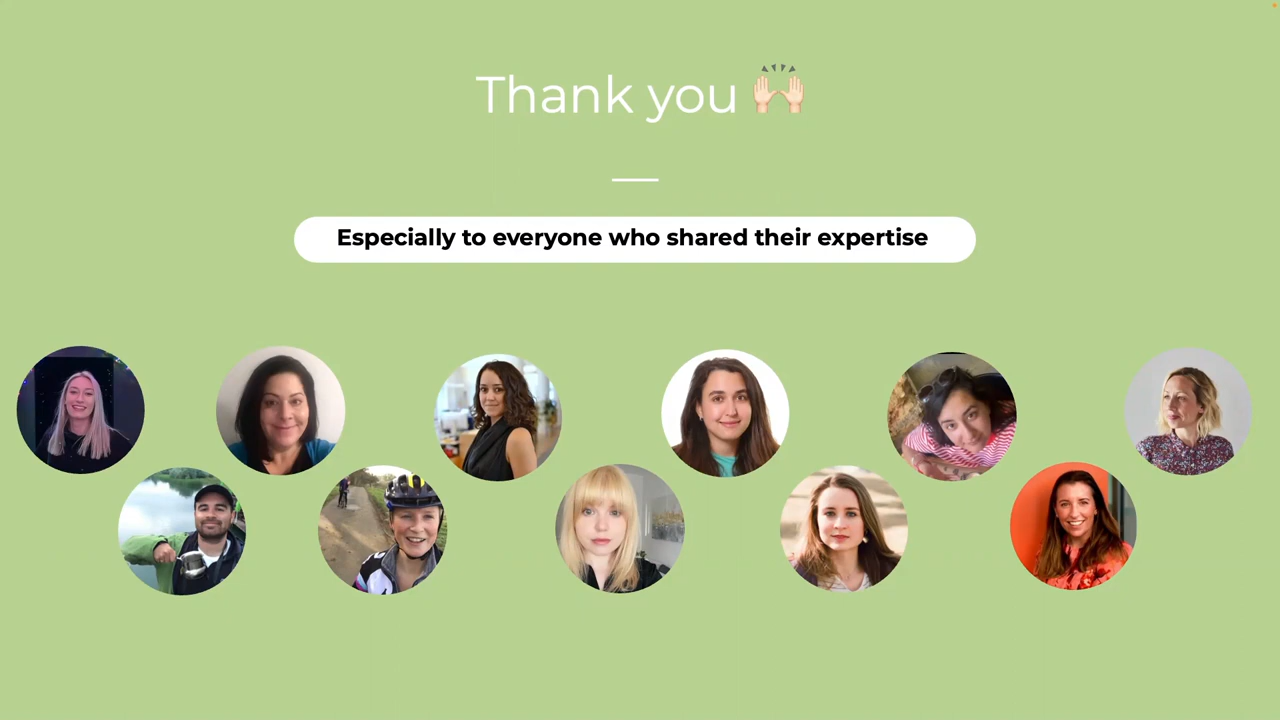 Thank you 🙌🏻
Especially to everyone who shared their expertise